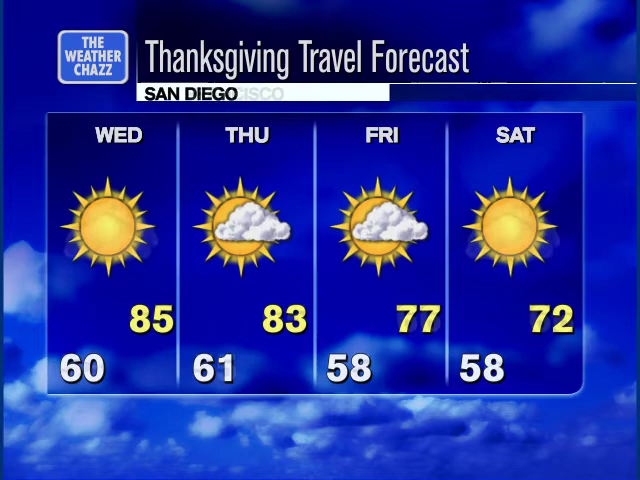 THE
WEATHER
CHAZZ
Thanksgiving Travel Forecast
SAN DIEGO
WED THU FRI SAT
85 83 77 72
60 61 58 58